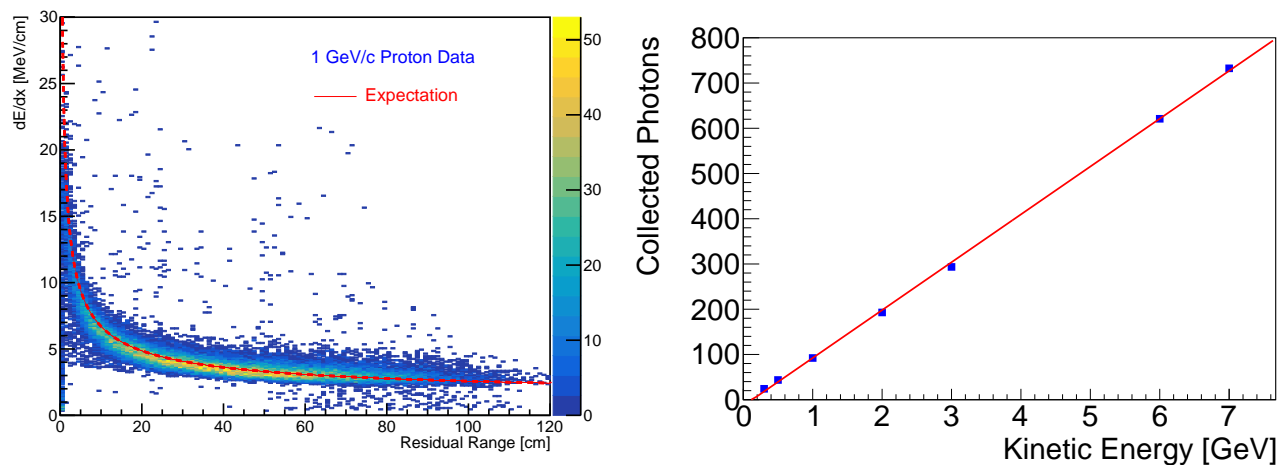 dE/dx [MeV/cm]
30
25
20
15
10
5
0
1 GeV/c Proton Data
Expectation
0 20 40 60 80 100 120
Residual Range [cm]
50
40
30
20
10
0
Collected Photons
800
700
600
500
400
300
200
100
0
0 1 2 3 4 5 6 7
Kinetic Energy [GeV]